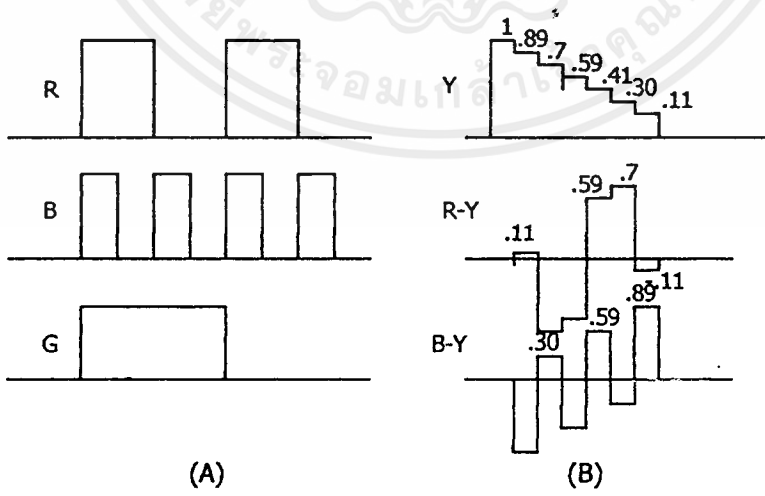 R
B
G
(A)
Y
1 .89 .7 .59 .41 .30 .11
R-Y
.11 .59 .7 -.11
B-Y
.30 .59 .89
(B)